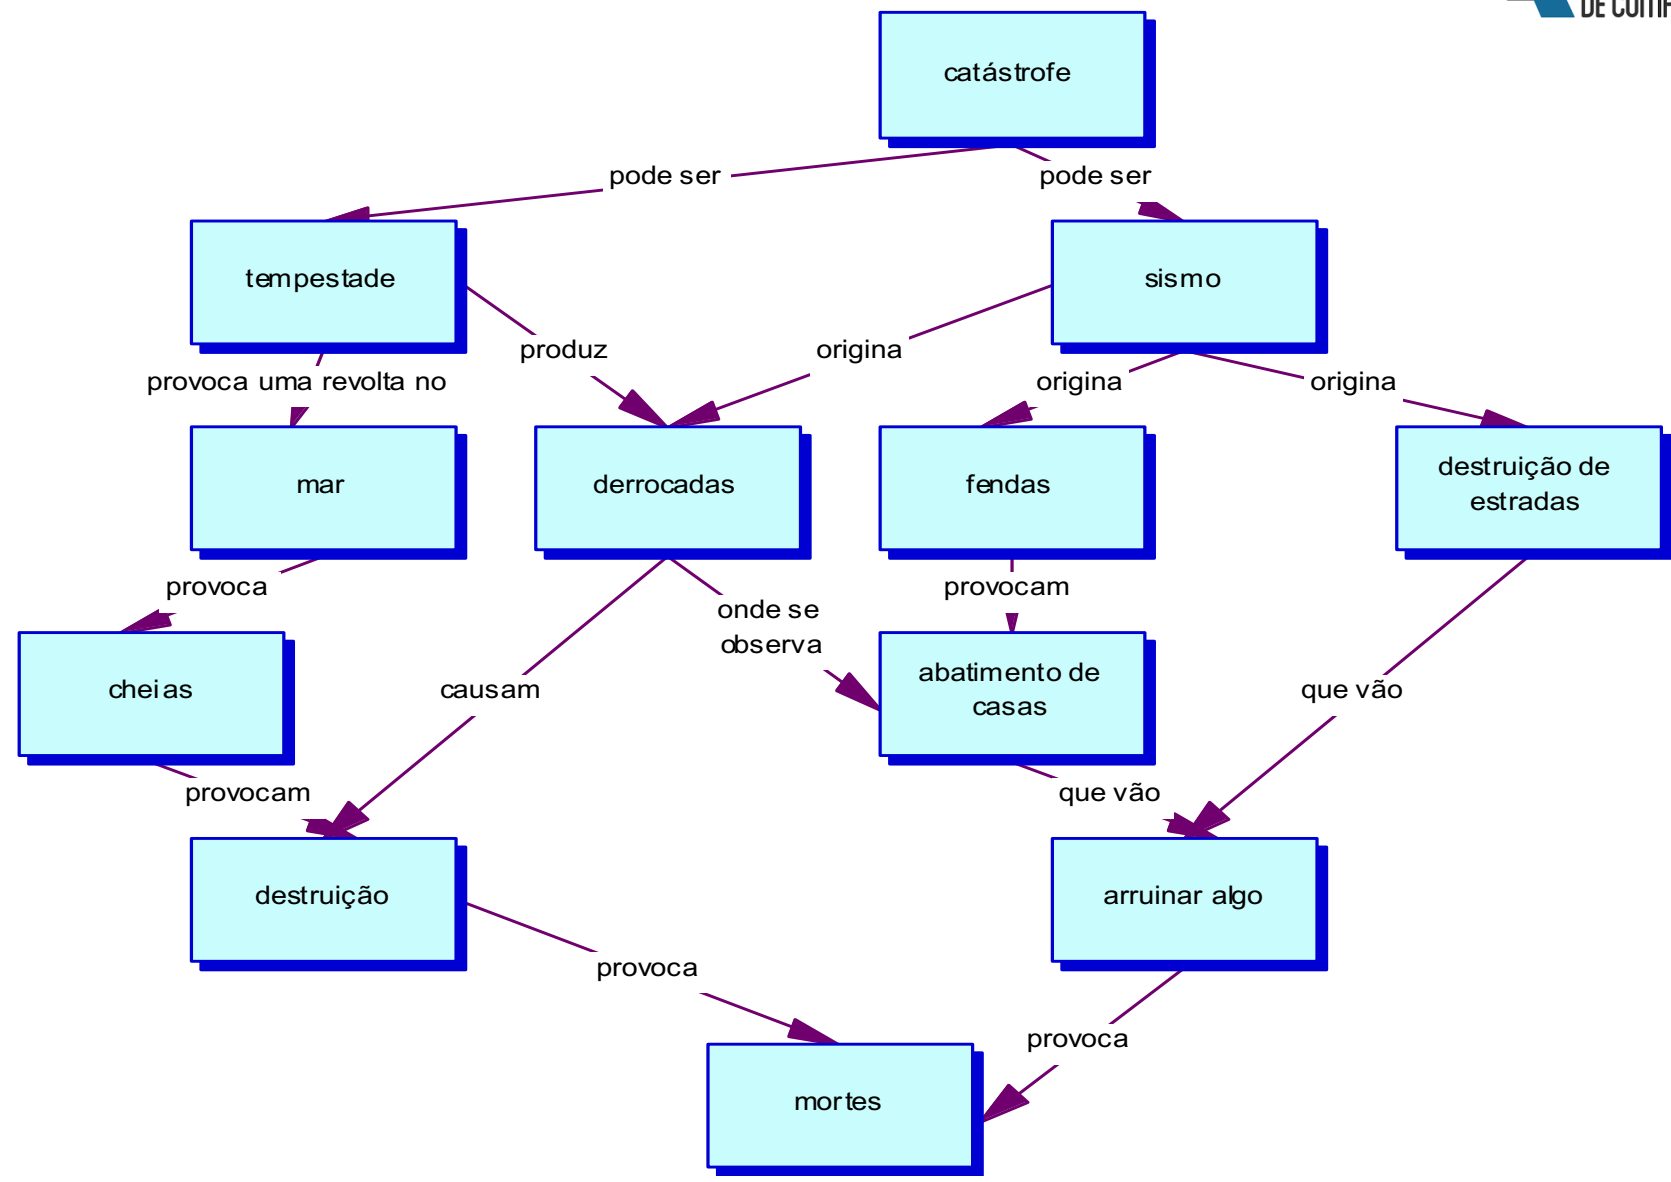 DE
catástrofe
pode ser
pode ser
tempestade
sismo
produz
origina
provoca uma revolta no
origina
origina
mar
derrocadas
fendas
destruição de
estradas
provoca
provocam
onde se
observa
cheias
causam
abatimento de
casas
que vão
provocam
que vão
destruição
arruinar algo
provoca
provoca
mortes